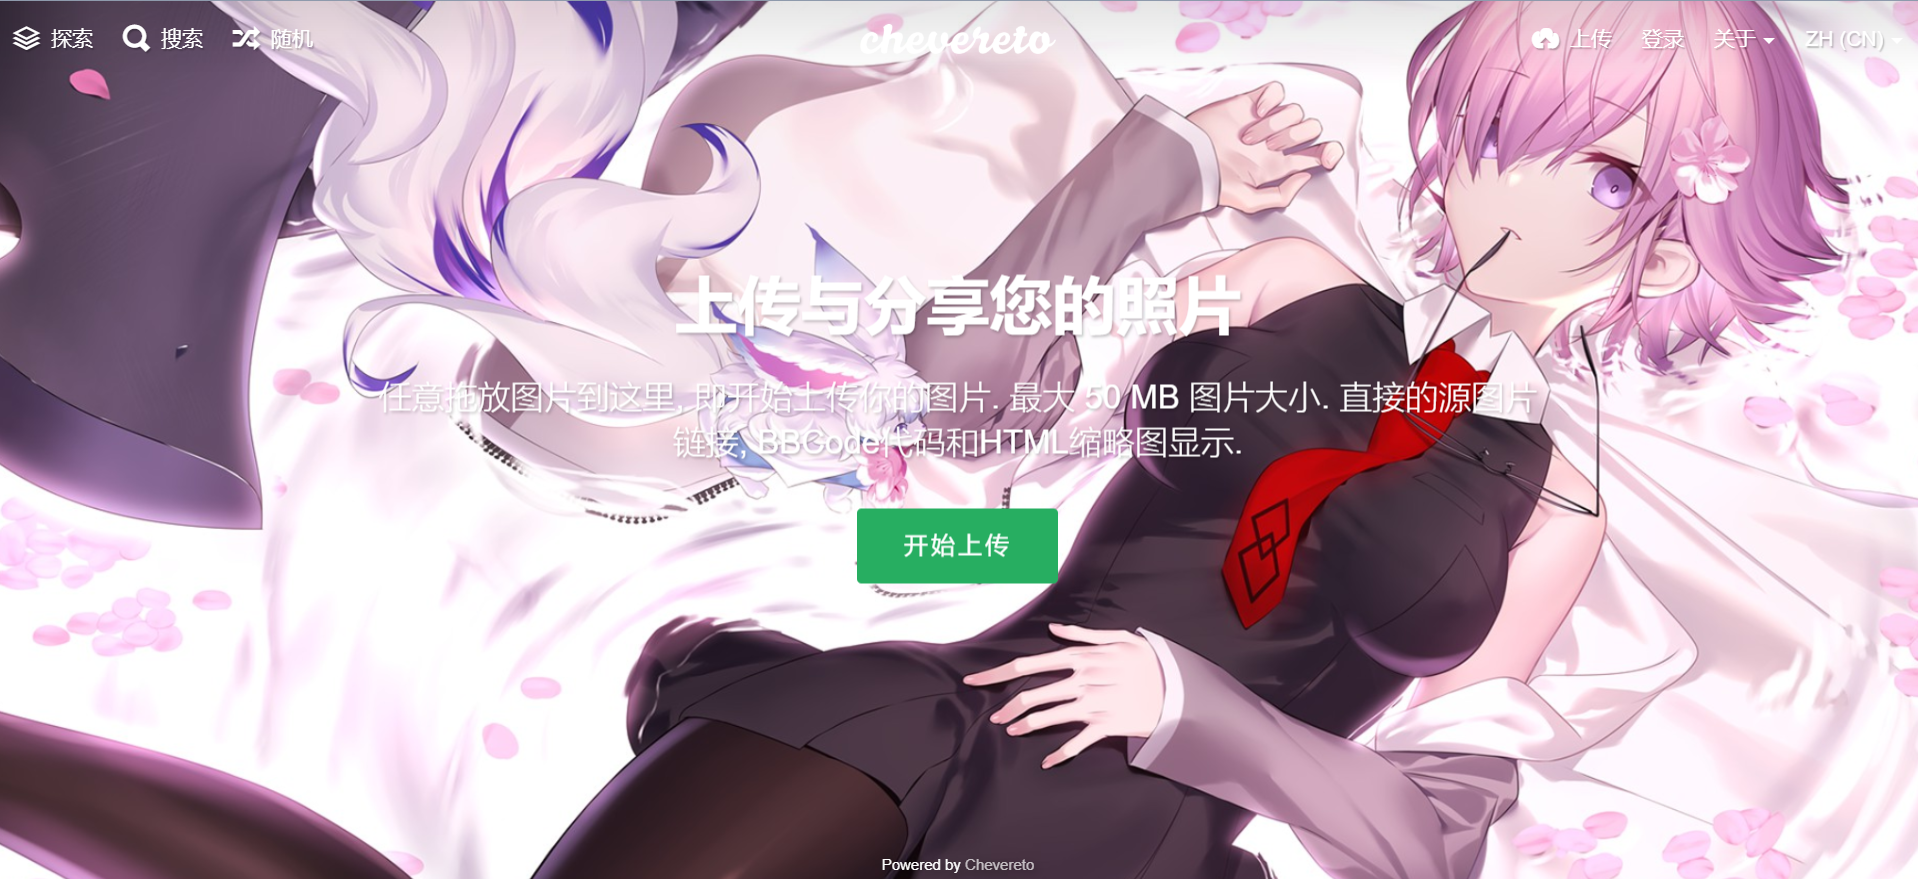 探索
搜索
随机
chevereto
上传
登录
关于
ZH (CN)
上传与分享您的照片
任意拖放图片到这里, 即开始上传你的图片. 最大 50 MB 图片大小. 直接的源图片
链接, BBCode代码和HTML缩略图显示.
开始上传
Powered by Chevereto